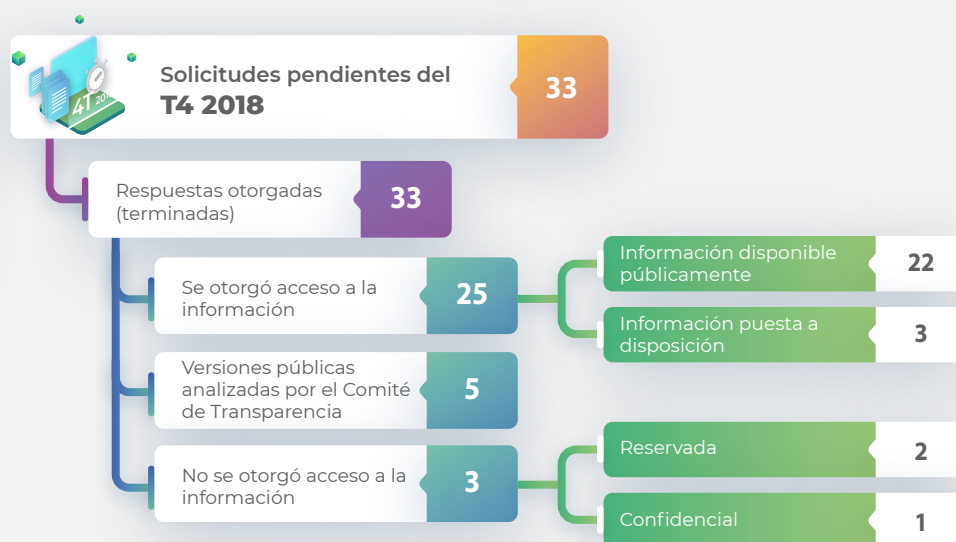 Solicitudes pendientes del
T4 2018
33
4T 201
Respuestas otorgadas
(terminadas)
33
Se otorgó acceso a la
información
25
Información disponible
públicamente
22
Información puesta a
disposición
3
Versiones públicas
analizadas por el Comité
de Transparencia
5
No se otorgó acceso a la
información
3
Reservada
2
Confidencial
1